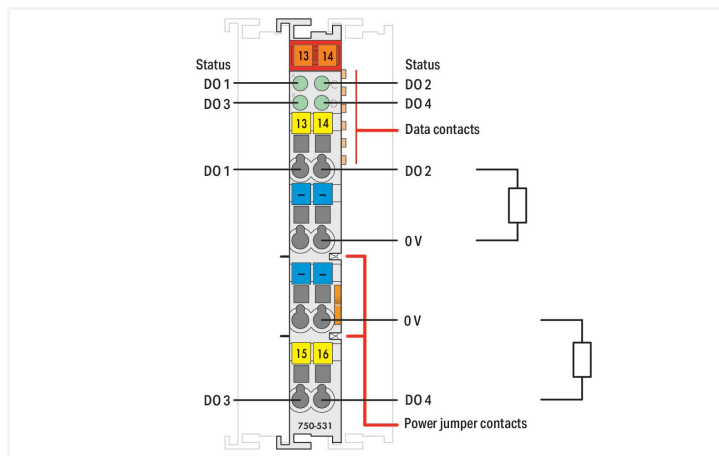 13 14
Status Status
DO 1 DO 2
DO 3 DO 4
13 14
Data contacts
DO 1 DO 2
– –
0 V
– –
0 V
15 16
DO 3 DO 4
Power jumper contacts
750-531